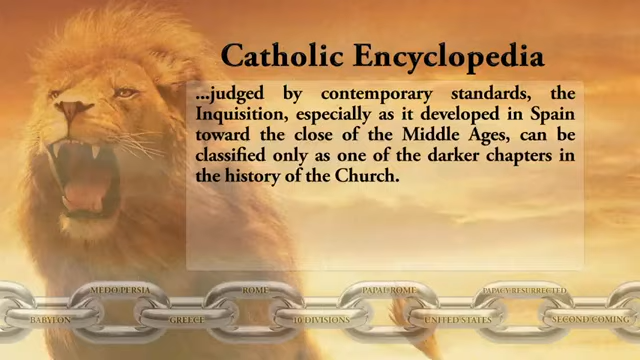 Catholic Encyclopedia
...judged by contemporary standards, the
Inquisition, especially as it developed in Spain
toward the close of the Middle Ages, can be
classified only as one of the darker chapters in
the history of the Church.
MEDO-PERSIA ROME PAPAL ROME PAPACY RESURRECTED
BABYLON GREECE 10 DIVISIONS UNITED STATES SECOND COMING